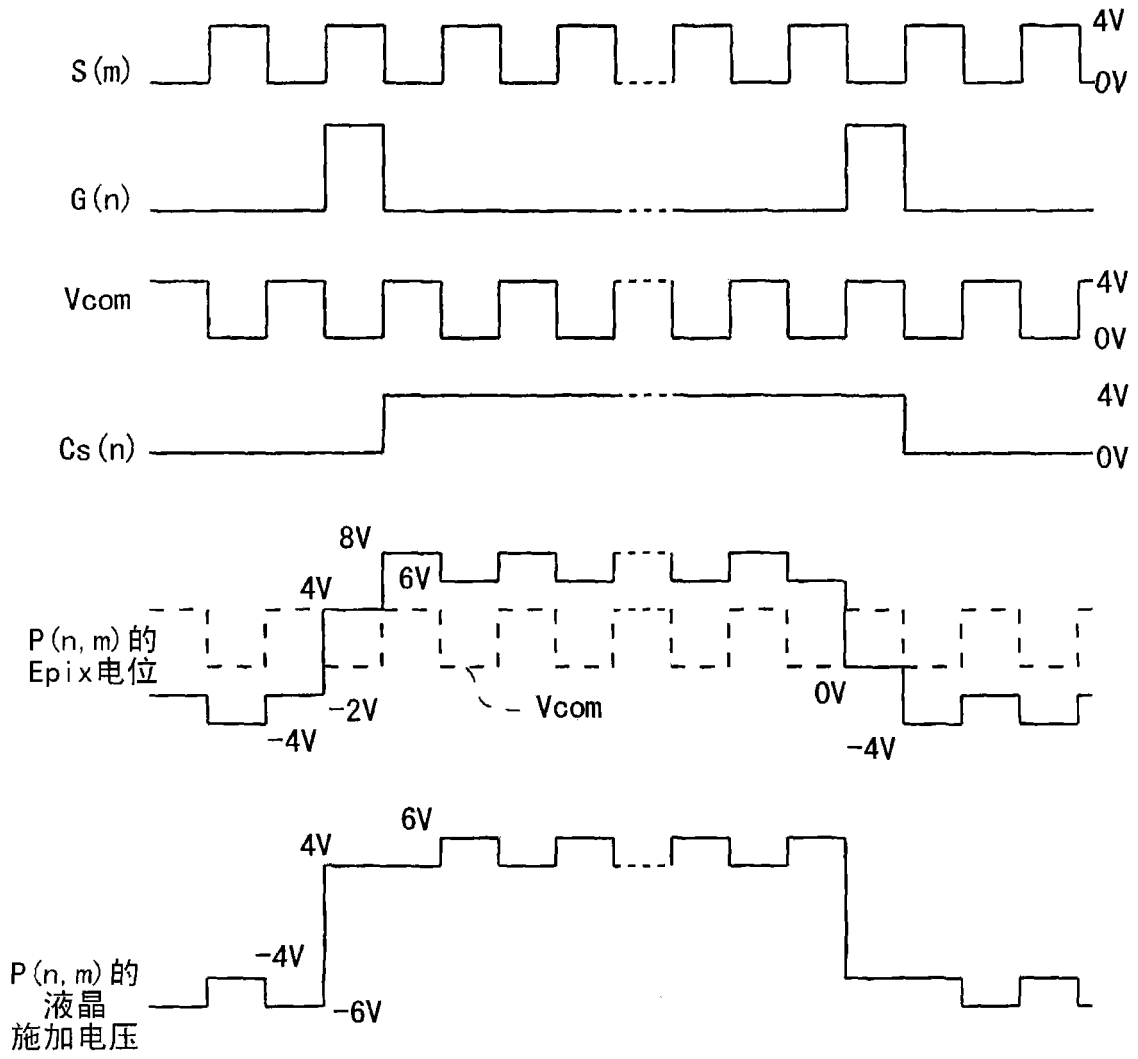 4V
S(m)
0V
G(n)
4V
Vcom
0V
4V
Cs(n)
0V
8V
4V
6V
P(n,m)的
Epix电位
-2V
Vcom
0V
-4V
-4V
6V
4V
-4V
P(n,m)的
液晶
施加电压
-6V